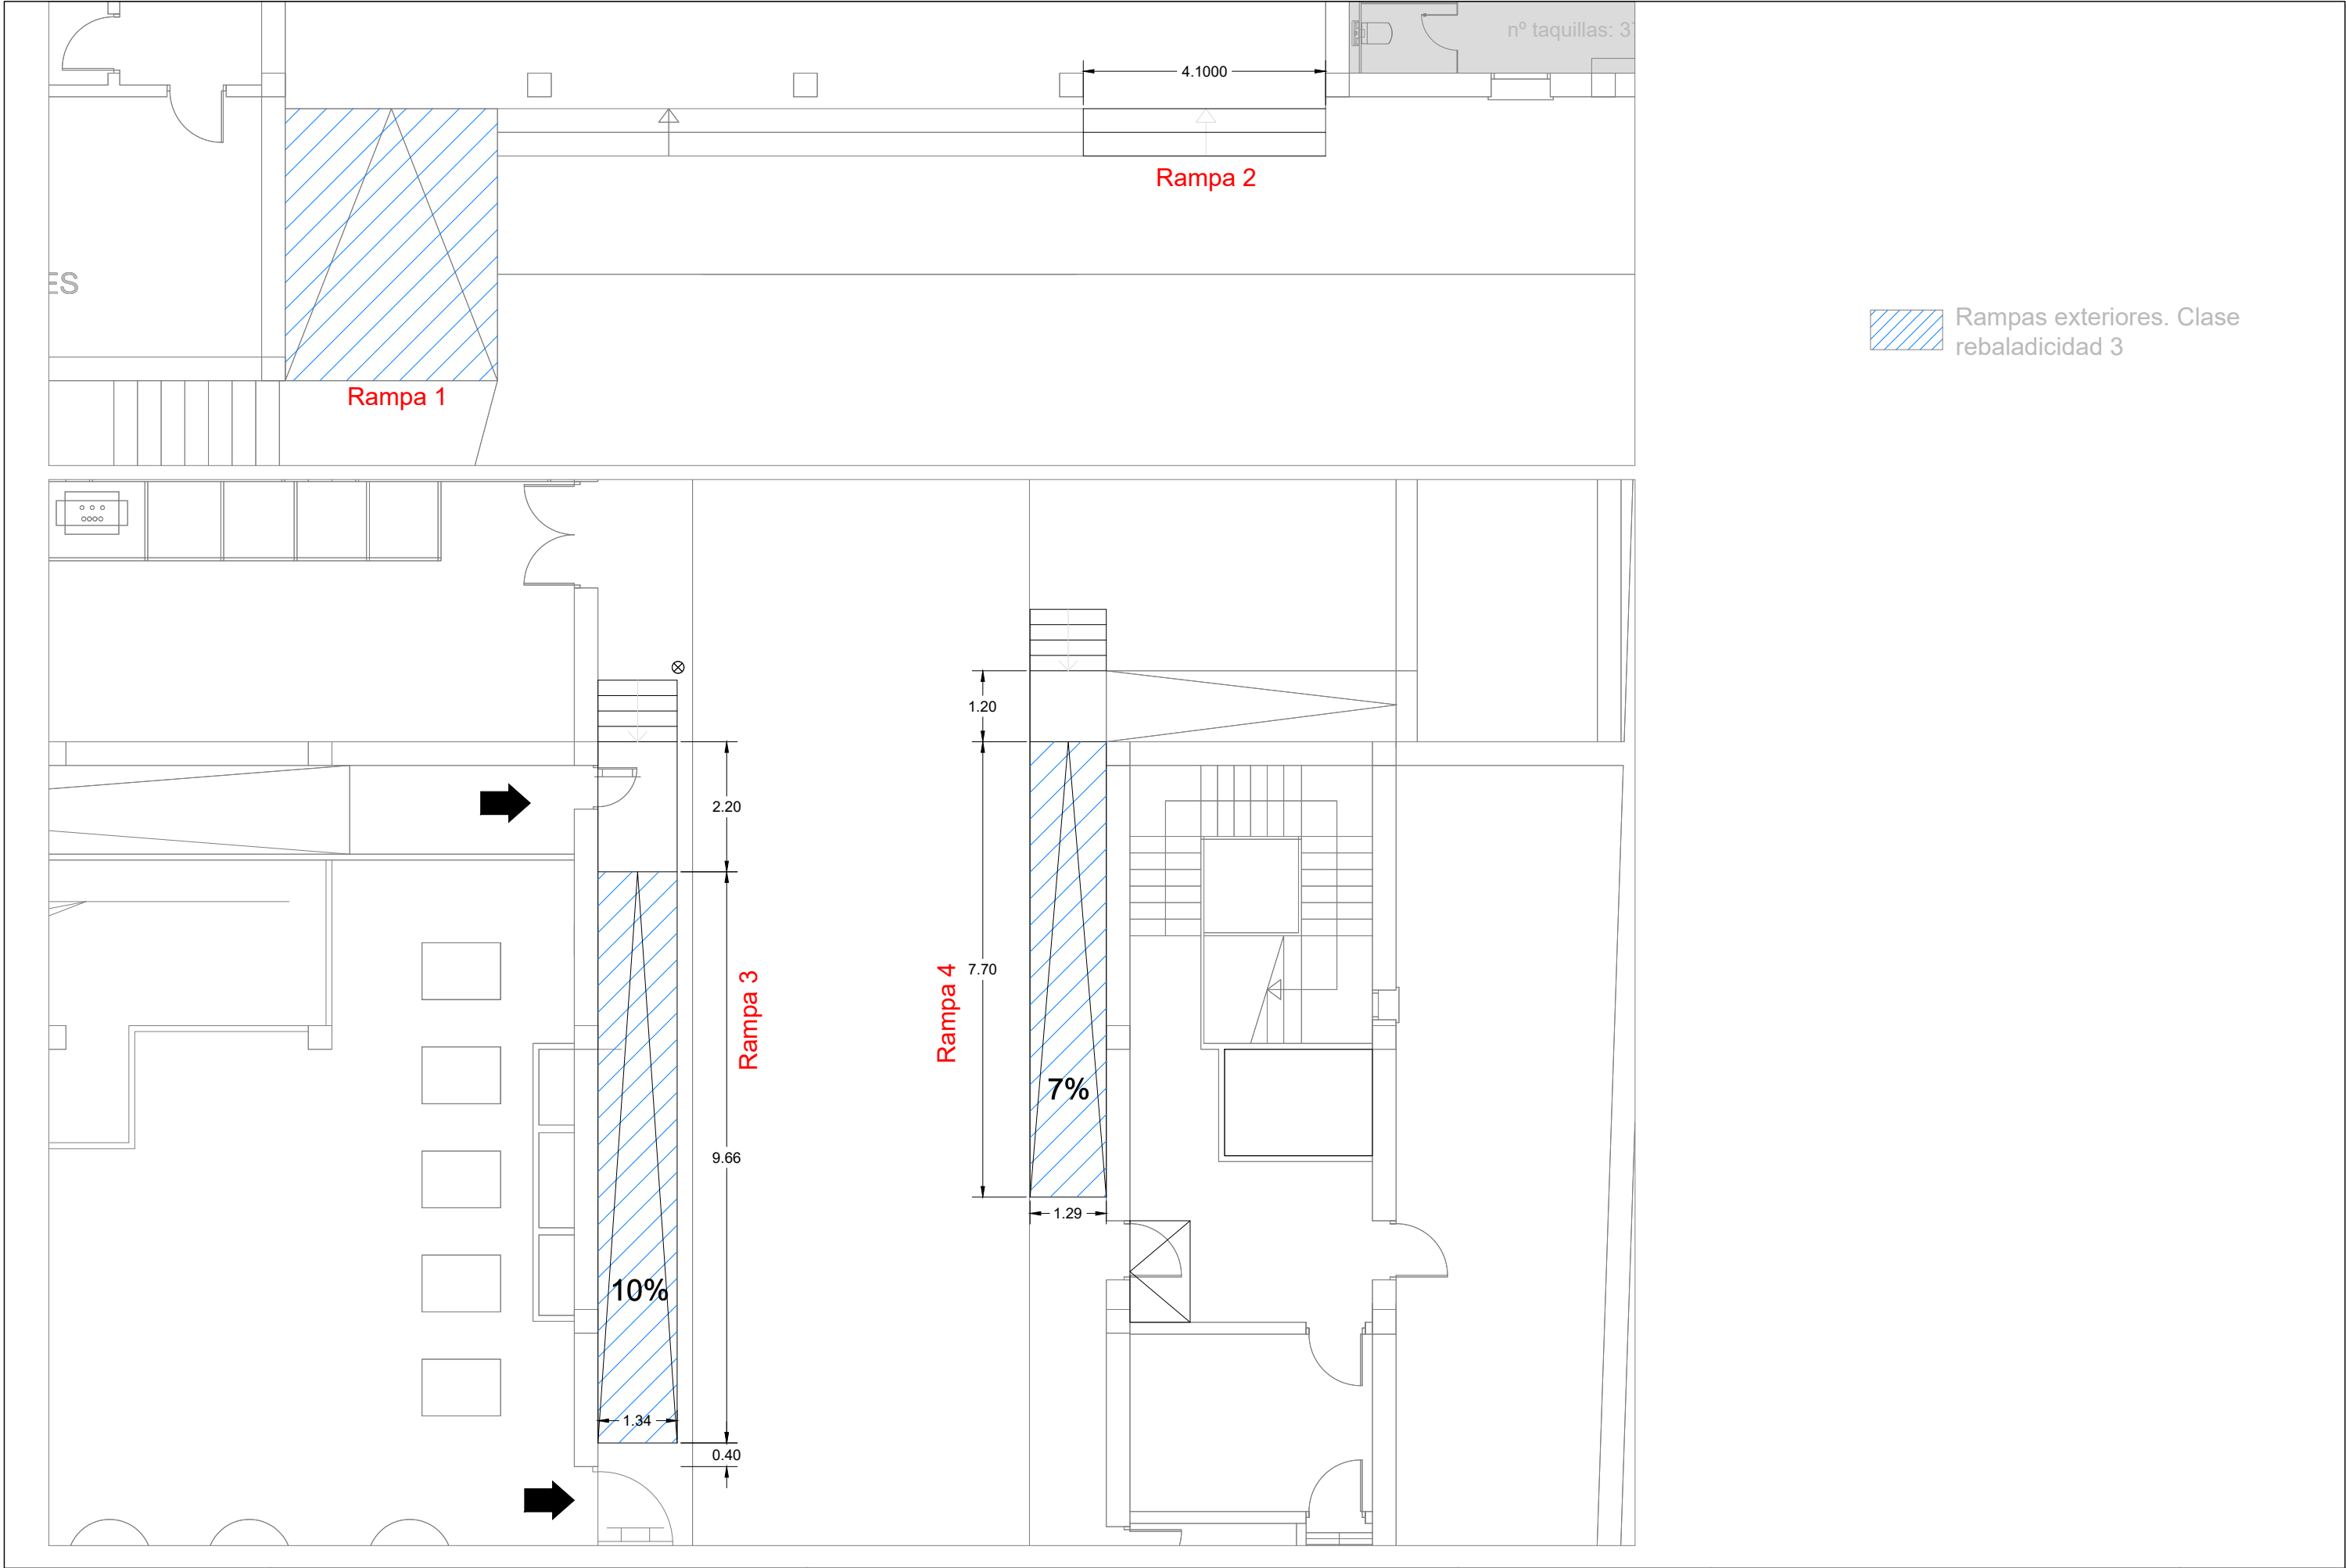 nº taquillas: 3
4.1000
Rampa 2
ES
Rampas exteriores. Clase
rebaladicidad 3
Rampa 1
1.20
2.20
7.70
Rampa 3
Rampa 4
7%
9.66
1.29
10%
1.34
0.40